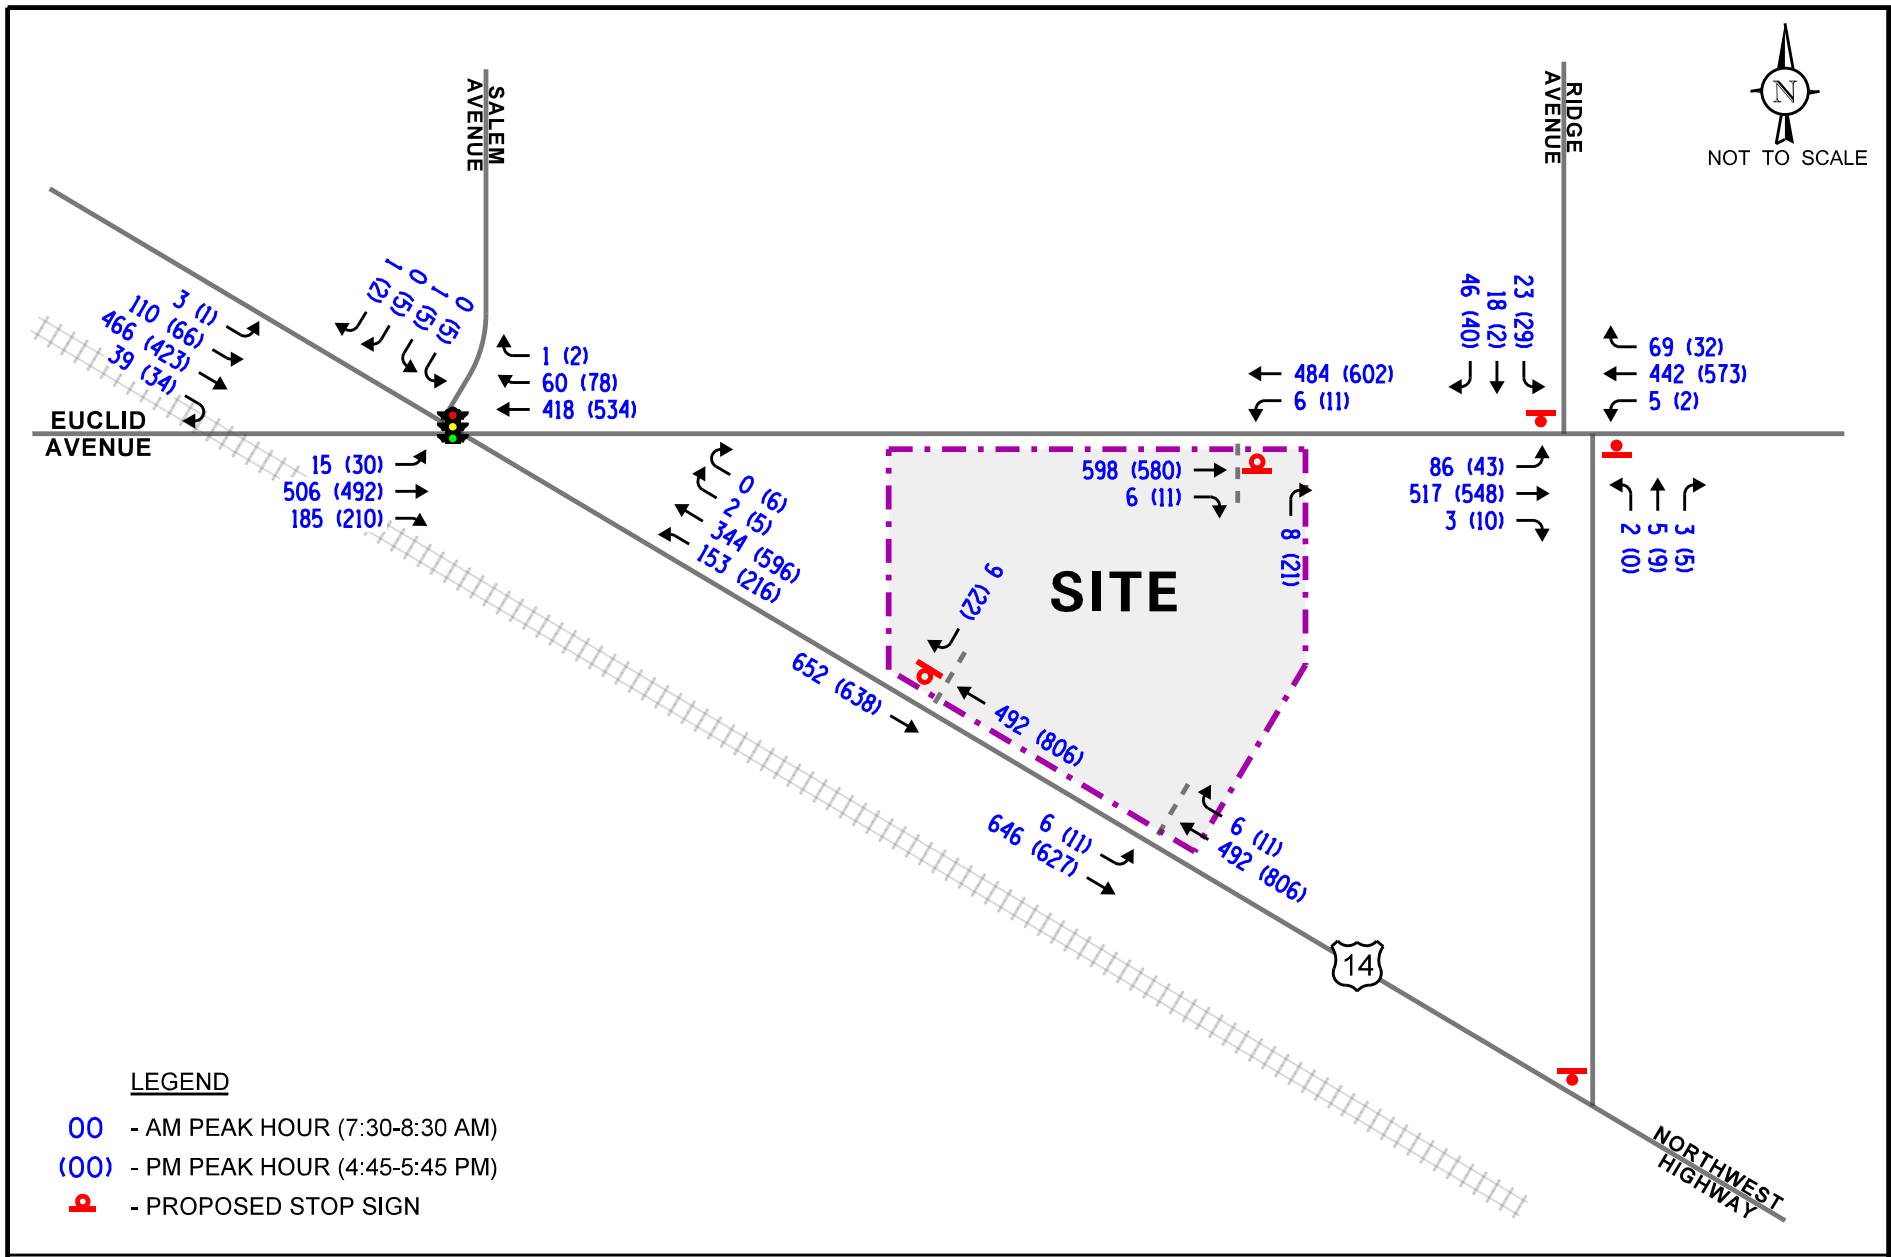 SALEM
AVENUE
RIDGE
AVENUE
N
NOT TO SCALE
3 (1)
110 (66)
466 (423)
39 (34)
1 (2)
0 (5)
1 (5)
0 (5)
1 (2)
60 (78)
418 (534)
EUCLID
AVENUE
15 (30)
506 (492)
185 (210)
0 (6)
2 (5)
344 (596)
153 (216)
484 (602)
6 (11)
598 (580)
6 (11)
8 (21)
46 (40)
18 (2)
23 (29)
69 (32)
442 (573)
5 (2)
86 (43)
517 (548)
3 (10)
2 (0)
5 (9)
3 (5)
SITE
9 (22)
652 (638)
492 (806)
6 (11)
646 (627)
6 (11)
492 (806)
14
NORTHWEST
HIGHWAY
LEGEND
00 - AM PEAK HOUR (7:30-8:30 AM)
(00) - PM PEAK HOUR (4:45-5:45 PM)
- PROPOSED STOP SIGN